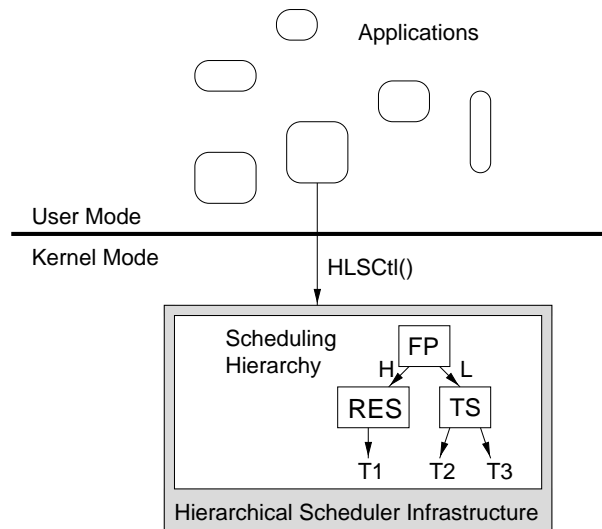 Applications
User Mode
Kernel Mode
HLSCtl()
Scheduling
Hierarchy
FP
H
L
RES
TS
T1
T2
T3
Hierarchical Scheduler Infrastructure